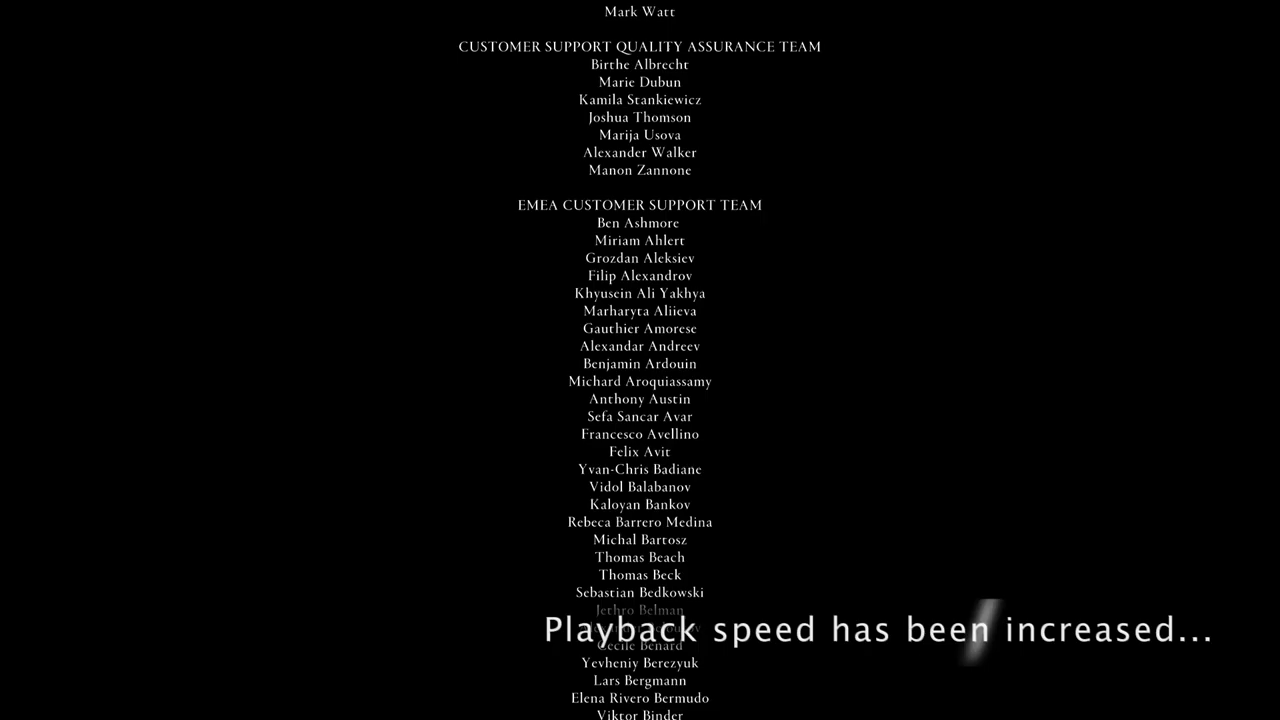 Mark Watt
CUSTOMER SUPPORT QUALITY ASSURANCE TEAM
Birthe Albrecht
Marie Dubun
Kamila Stankiewicz
Joshua Thomson
Marija Usova
Alexander Walker
Manon Zannone
EMEA CUSTOMER SUPPORT TEAM
Ben Ashmore
Miriam Ahlert
Grozdan Aleksiev
Filip Alexandrov
Khyusein Ali Yakhya
Marharyta Aliieva
Gauthier Amorese
Alexandar Andreev
Benjamin Ardouin
Michard Aroquiassamy
Anthony Austin
Sefa Sancar Avar
Francesco Avellino
Felix Avit
Yvan-Chris Badiane
Vidol Balabanov
Kaloyan Bankov
Rebeca Barrero Medina
Michal Bartosz
Thomas Beach
Thomas Beck
Sebastian Bedkowski
Jethro Belman
Playback speed has been increased...
Cecile Benard
Yevheniy Berezyuk
Lars Bergmann
Elena Rivero Bermudo
Viktor Binder